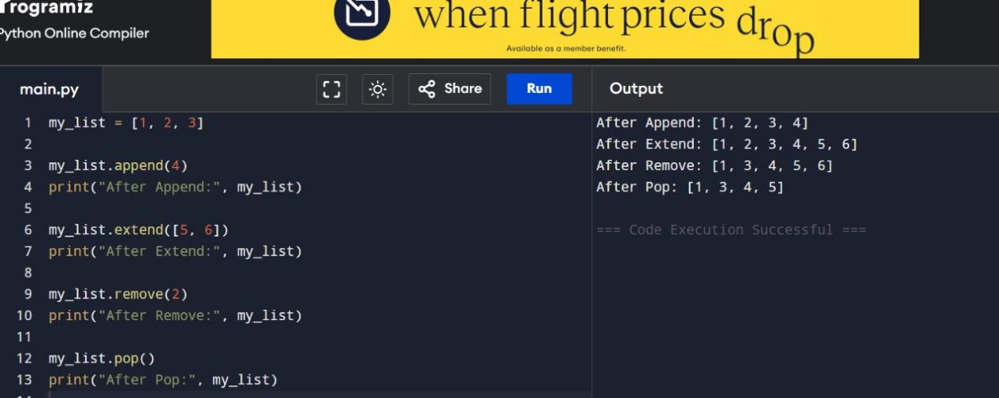 Programiz
Python Online Compiler
when flight prices drop
Available as a member benefit.
main.py
Share
Run
Output
1 my_list = [1, 2, 3]
2
3 my_list.append(4)
4 print("After Append:", my_list)
5
6 my_list.extend([5, 6])
7 print("After Extend:", my_list)
8
9 my_list.remove(2)
10 print("After Remove:", my_list)
11
12 my_list.pop()
13 print("After Pop:", my_list)
14
After Append: [1, 2, 3, 4]
After Extend: [1, 2, 3, 4, 5, 6]
After Remove: [1, 3, 4, 5, 6]
After Pop: [1, 3, 4, 5]
=== Code Execution Successful ===